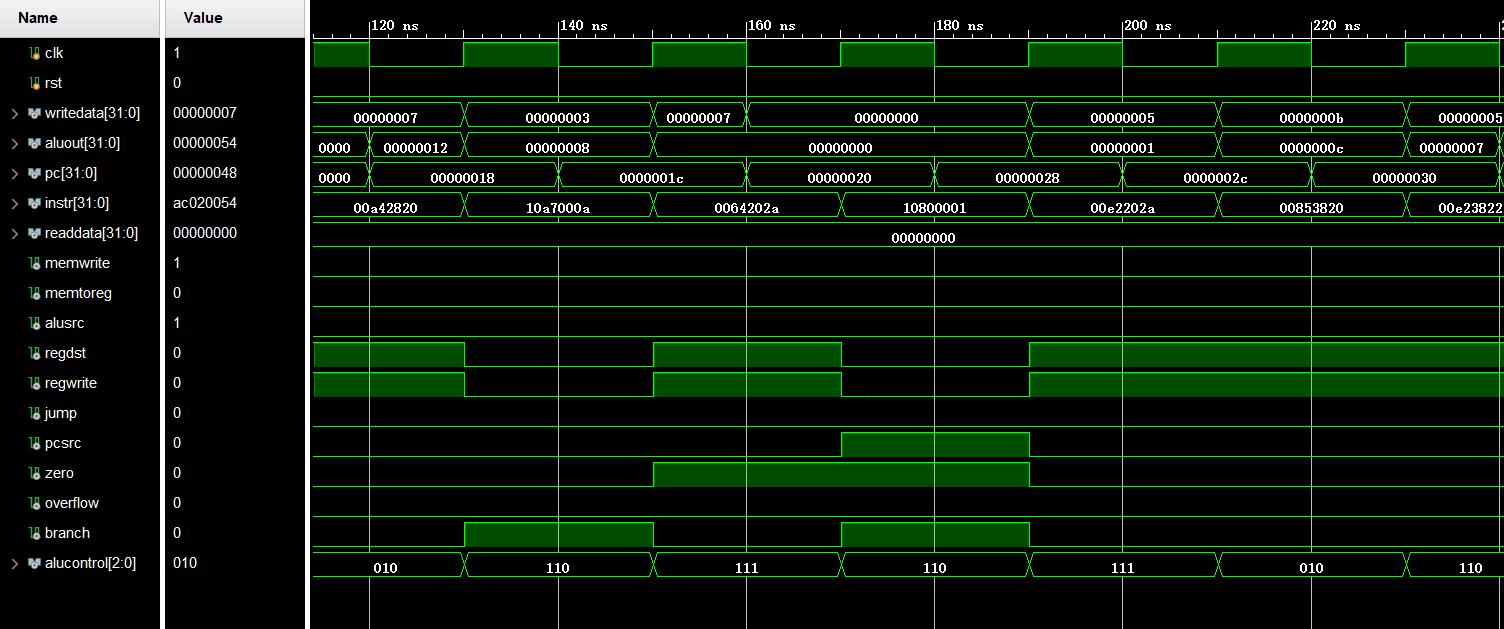 Name Value 120 ns 140 ns 160 ns 180 ns 200 ns 220 ns
clk 1
rst 0
writedata[31:0] 00000007 00000007 00000003 00000007 00000000 00000005 0000000b 00000005
aluout[31:0] 00000054 0000 00000012 00000008 00000000 00000001 0000000c 00000007
pc[31:0] 00000048 0000 00000018 0000001c 00000020 00000028 0000002c 00000030
instr[31:0] ac020054 00a42820 10a7000a 0064202a 10800001 00e2202a 00853820 00e23822
readdata[31:0] 00000000 00000000
memwrite 1
memtoreg 0
alusrc 1
regdst 0
regwrite 0
jump 0
pcsrc 0
zero 0
overflow 0
branch 0
alucontrol[2:0] 010 010 110 111 110 111 010 110